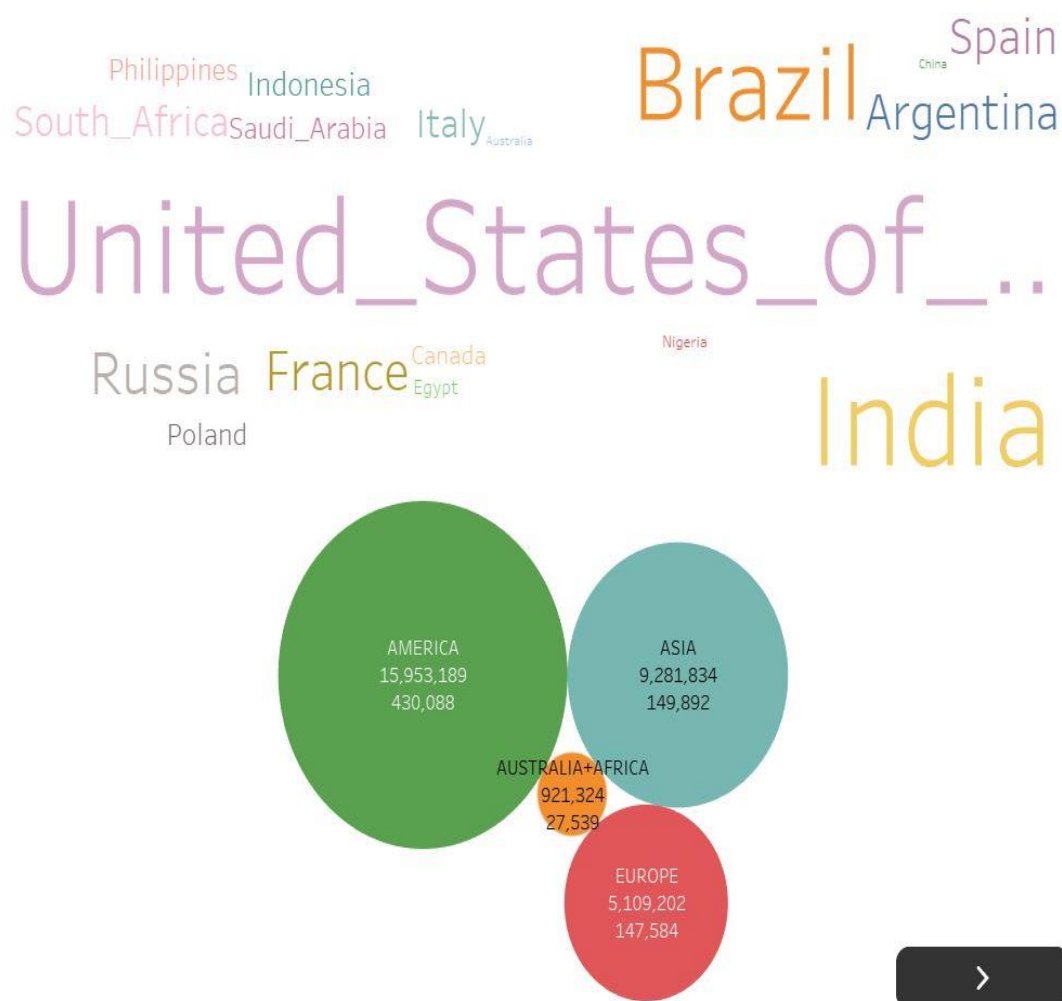 Spain
China
Philippines
Indonesia
Brazil
Argentina
South_Africa
Saudi_Arabia
Italy
Australia
United_States_of_..
Nigeria
Russia
France
Canada
Egypt
Poland
India
AMERICA
15,953,189
430,088
ASIA
9,281,834
149,892
AUSTRALIA+AFRICA
921,324
27,539
EUROPE
5,109,202
147,584